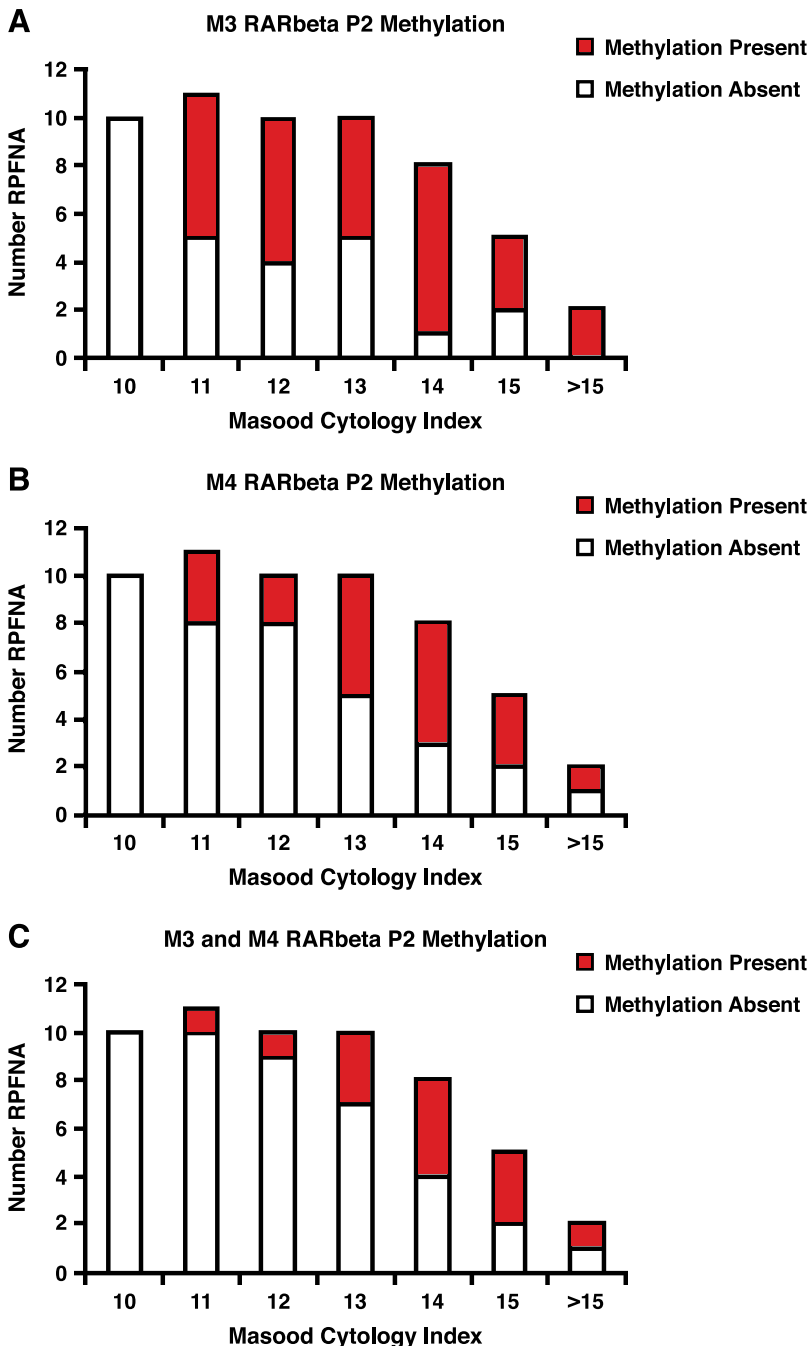 A
M3 RARbeta P2 Methylation
Methylation Present
Methylation Absent
Number RPFNA
12
10
8
6
4
2
0
10 11 12 13 14 15 >15
Masood Cytology Index
B
M4 RARbeta P2 Methylation
Methylation Present
Methylation Absent
Number RPFNA
12
10
8
6
4
2
0
10 11 12 13 14 15 >15
Masood Cytology Index
C
M3 and M4 RARbeta P2 Methylation
Methylation Present
Methylation Absent
Number RPFNA
12
10
8
6
4
2
0
10 11 12 13 14 15 >15
Masood Cytology Index